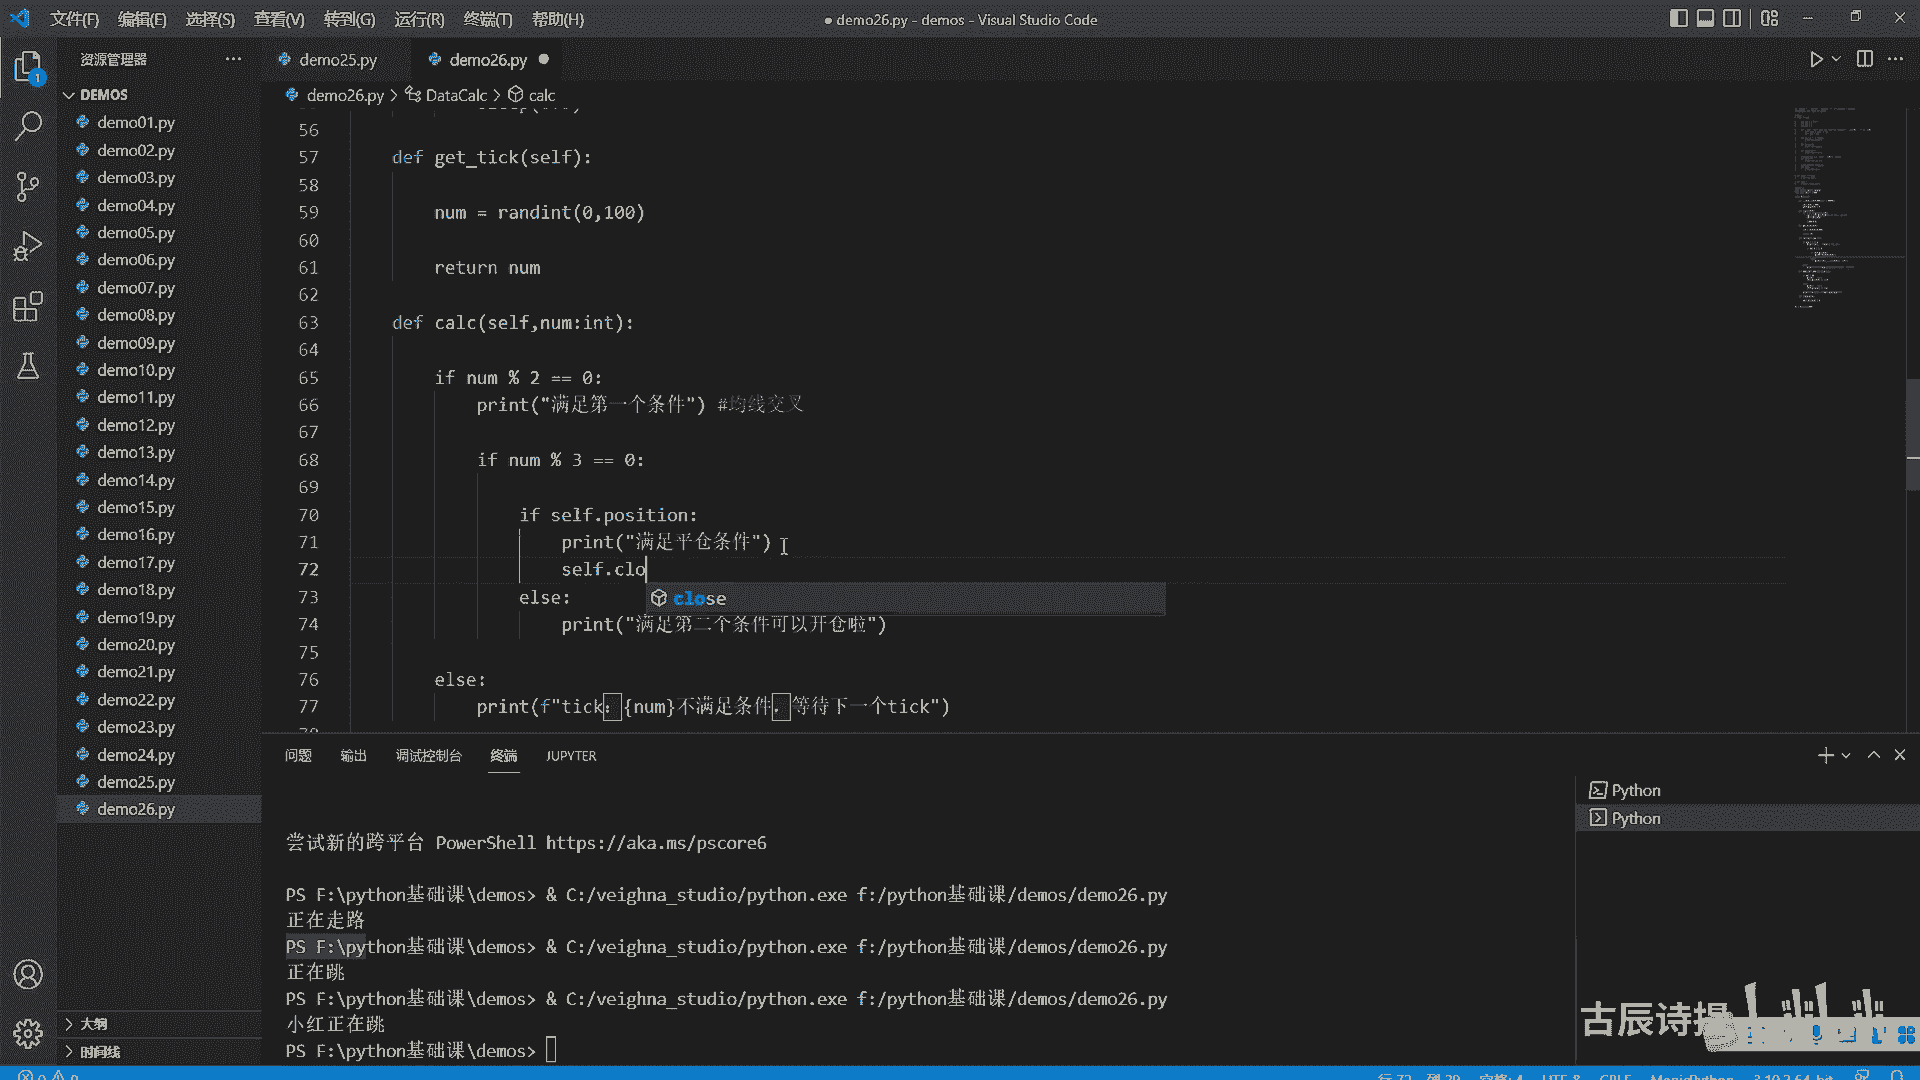 文件(F) 编辑(E) 选择(S) 查看(V) 转到(G) 运行(R) 终端(T) 帮助(H)
● demo26.py - demos - Visual Studio Code
资源管理器
DEMOS
demo01.py
demo02.py
demo03.py
demo04.py
demo05.py
demo06.py
demo07.py
demo08.py
demo09.py
demo10.py
demo11.py
demo12.py
demo13.py
demo14.py
demo15.py
demo16.py
demo17.py
demo18.py
demo19.py
demo20.py
demo21.py
demo22.py
demo23.py
demo24.py
demo25.py
demo26.py
大纲
时间线
demo25.py demo26.py
demo26.py > DataCalc > calc
56
57 def get_tick(self):
58
59 num = randint(0,100)
60
61 return num
62
63 def calc(self,num:int):
64
65 if num % 2 == 0:
66 print("满足第一个条件") #均线交叉
67
68 if num % 3 == 0:
69
70 if self.position:
71 print("满足平仓条件")
72 self.clo
close
73 else:
74 print("满足第二个条件可以开仓啦")
75
76 else:
77 print(f"tick：{num}不满足条件，等待下一个tick")
问题 输出 调试控制台 终端 JUPYTER
Python
Python
尝试新的跨平台 PowerShell https://aka.ms/pscore6
PS F:\python基础课\demos> & C:/veighna_studio/python.exe f:/python基础课/demos/demo26.py
正在走路
PS F:\python基础课\demos> & C:/veighna_studio/python.exe f:/python基础课/demos/demo26.py
正在跳
PS F:\python基础课\demos> & C:/veighna_studio/python.exe f:/python基础课/demos/demo26.py
小红正在跳
PS F:\python基础课\demos>
古辰诗提